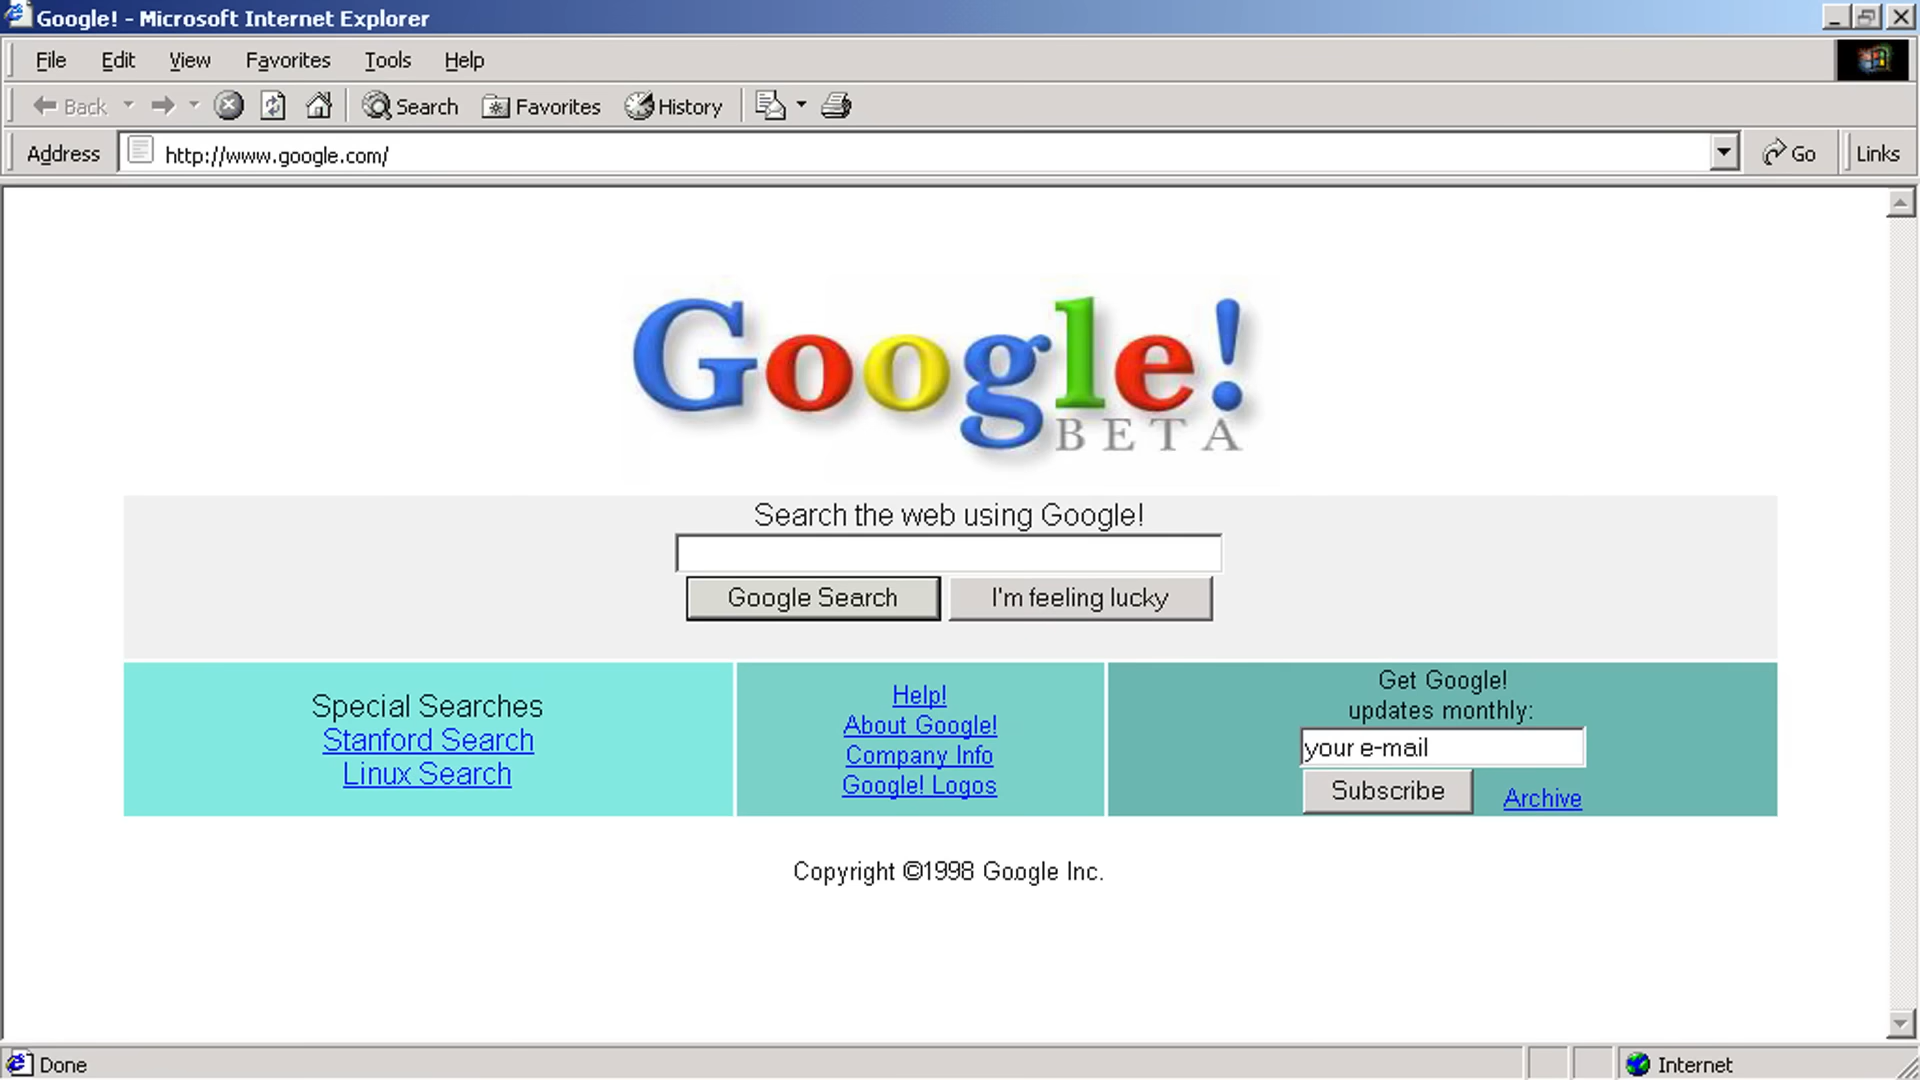 Google! - Microsoft Internet Explorer
File Edit View Favorites Tools Help
Back Search Favorites History
Address http://www.google.com/ Go Links
Google!
BETA
Search the web using Google!
Google Search I'm feeling lucky
Special Searches
Stanford Search
Linux Search
Help!
About Google!
Company Info
Google! Logos
Get Google!
updates monthly:
your e-mail
Subscribe Archive
Copyright ©1998 Google Inc.
Done Internet